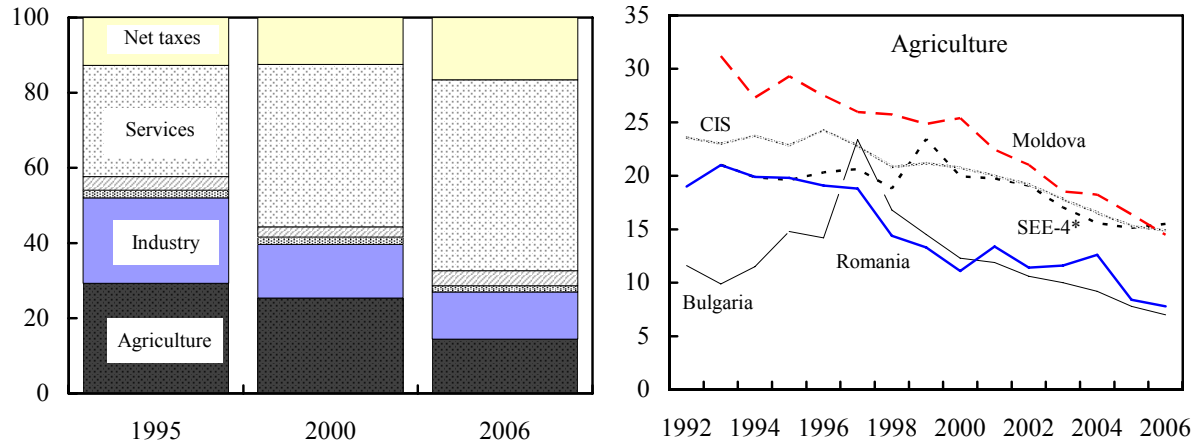 100
80
60
40
20
0
Net taxes
Services
Industry
Agriculture
1995 2000 2006
35
30
25
20
15
10
5
0
Agriculture
CIS
Moldova
SEE-4*
Romania
Bulgaria
1992 1994 1996 1998 2000 2002 2004 2006